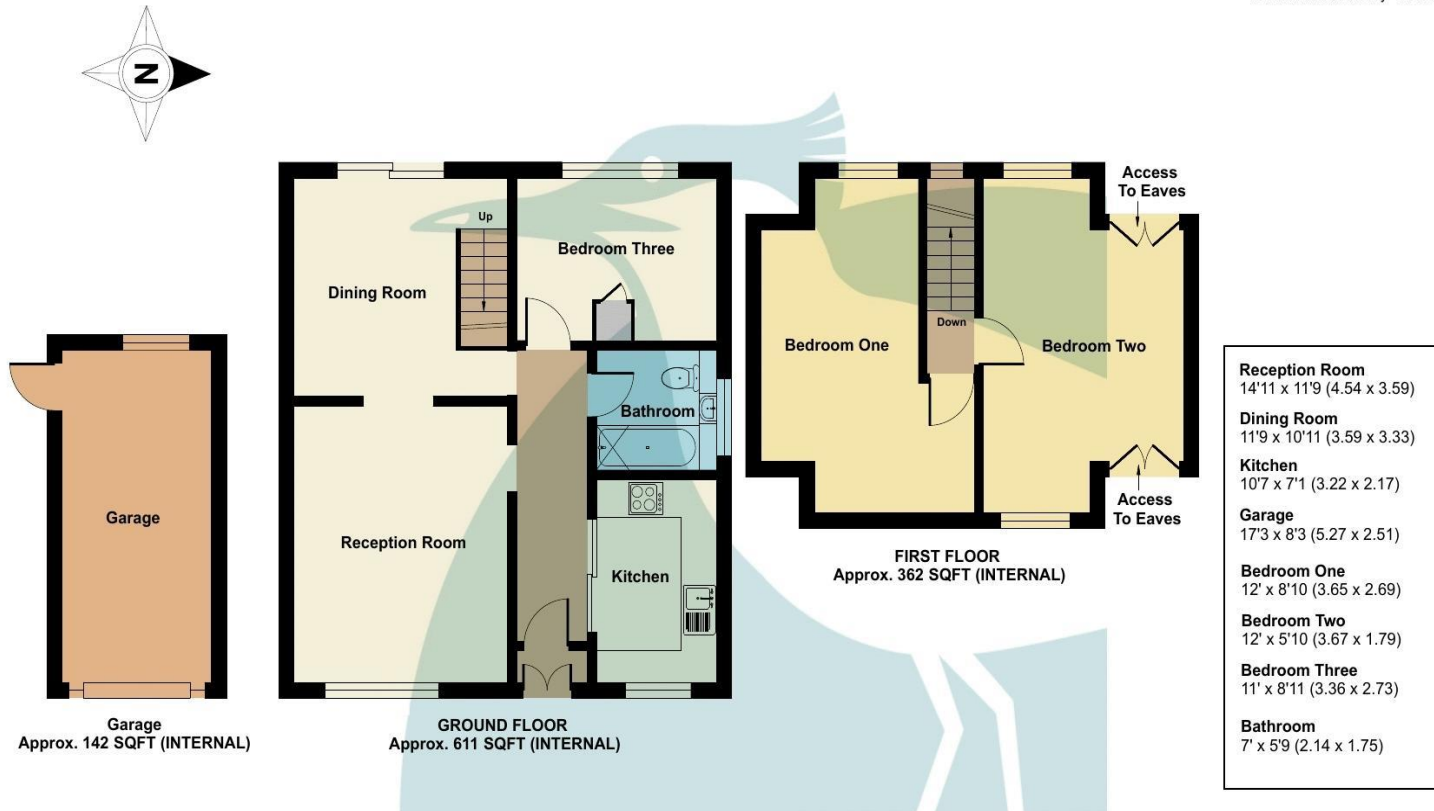 N
Up
Bedroom Three
Dining Room
Bathroom
Reception Room
Kitchen
GROUND FLOOR
Approx. 611 SQFT (INTERNAL)
Garage
Garage
Approx. 142 SQFT (INTERNAL)
Access
To Eaves
Down
Bedroom One
Bedroom Two
Access
To Eaves
FIRST FLOOR
Approx. 362 SQFT (INTERNAL)
Reception Room
14'11 x 11'9 (4.54 x 3.59)
Dining Room
11'9 x 10'11 (3.59 x 3.33)
Kitchen
10'7 x 7'1 (3.22 x 2.17)
Garage
17'3 x 8'3 (5.27 x 2.51)
Bedroom One
12' x 8'10 (3.65 x 2.69)
Bedroom Two
12' x 5'10 (3.67 x 1.79)
Bedroom Three
11' x 8'11 (3.36 x 2.73)
Bathroom
7' x 5'9 (2.14 x 1.75)